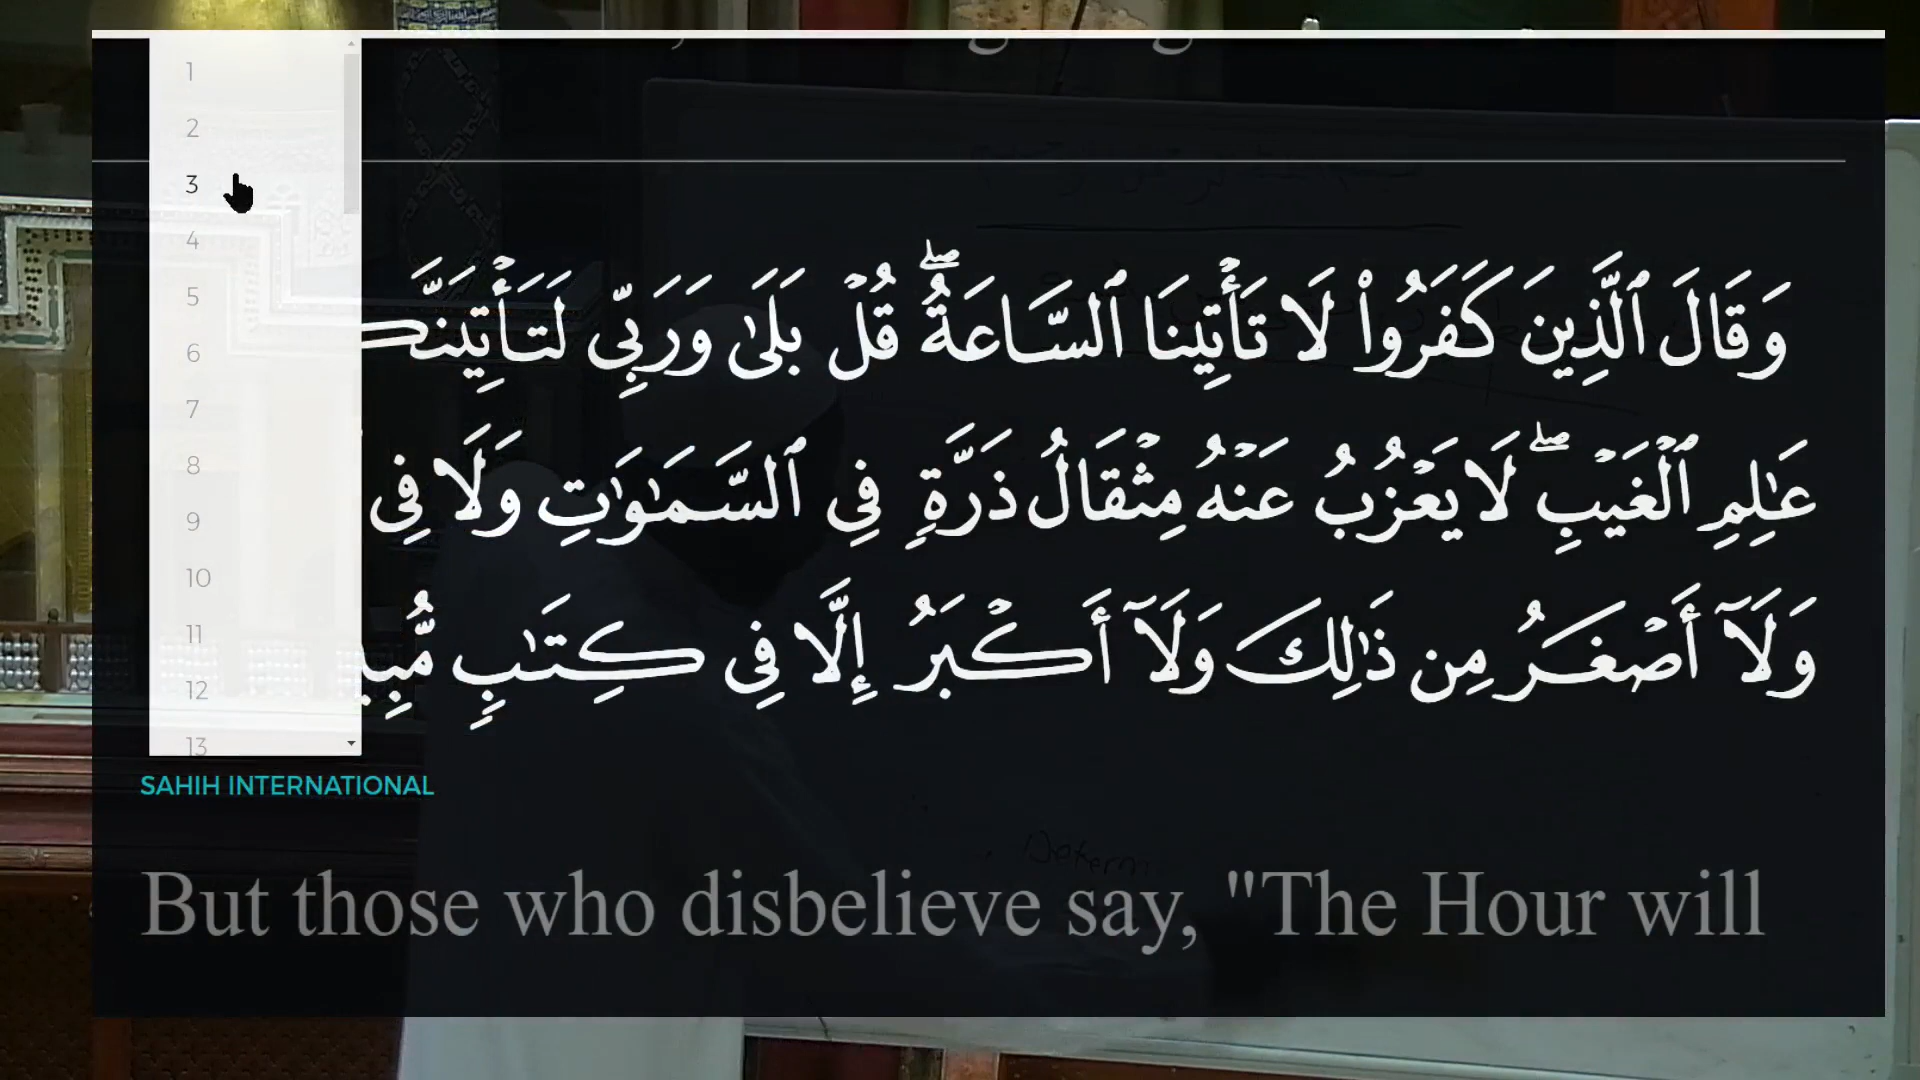 1
2
3
4
5
6
7
8
9
10
11
12
13
وَقَالَ ٱلَّذِينَ كَفَرُوا۟ لَا تَأْتِينَا ٱلسَّاعَةُ ۖ قُلْ بَلَىٰ وَرَبِّى لَتَأْتِيَنَّك
عَـٰلِمِ ٱلْغَيْبِ ۖ لَا يَعْزُبُ عَنْهُ مِثْقَالُ ذَرَّةٍ فِى ٱلسَّمَـٰوَٰتِ وَلَا فِى
وَلَآ أَصْغَرُ مِن ذَٰلِكَ وَلَآ أَكْبَرُ إِلَّا فِى كِتَـٰبٍ مُّبِي
SAHIH INTERNATIONAL
But those who disbelieve say, "The Hour will